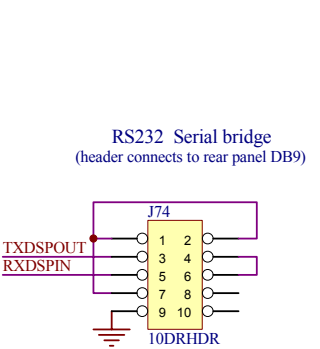 RS232 Serial bridge
(header connects to rear panel DB9)
J74
1 2
TXDSPOUT
3 4
RXDSPIN
5 6
7 8
9 10
10DRHDR